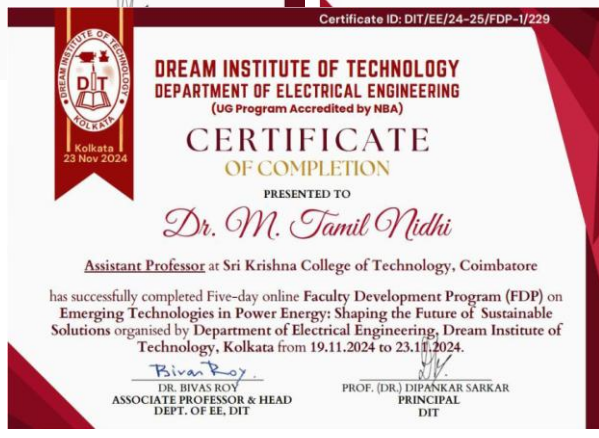 Certificate ID: DIT/EE/24-25/FDP-1/229
DREAM INSTITUTE OF TECHNOLOGY
DIT
KOLKATA
Kolkata
23 Nov 2024
DREAM INSTITUTE OF TECHNOLOGY
DEPARTMENT OF ELECTRICAL ENGINEERING
(UG Program Accredited by NBA)
CERTIFICATE
OF COMPLETION
PRESENTED TO
Dr. M. Tamil Nidhi
Assistant Professor at Sri Krishna College of Technology, Coimbatore
has successfully completed Five-day online Faculty Development Program (FDP) on
Emerging Technologies in Power Energy: Shaping the Future of Sustainable
Solutions organised by Department of Electrical Engineering, Dream Institute of
Technology, Kolkata from 19.11.2024 to 23.11.2024.
Bivas Roy
DR. BIVAS ROY
ASSOCIATE PROFESSOR & HEAD
DEPT. OF EE, DIT
PROF. (DR.) DIPANKAR SARKAR
PRINCIPAL
DIT